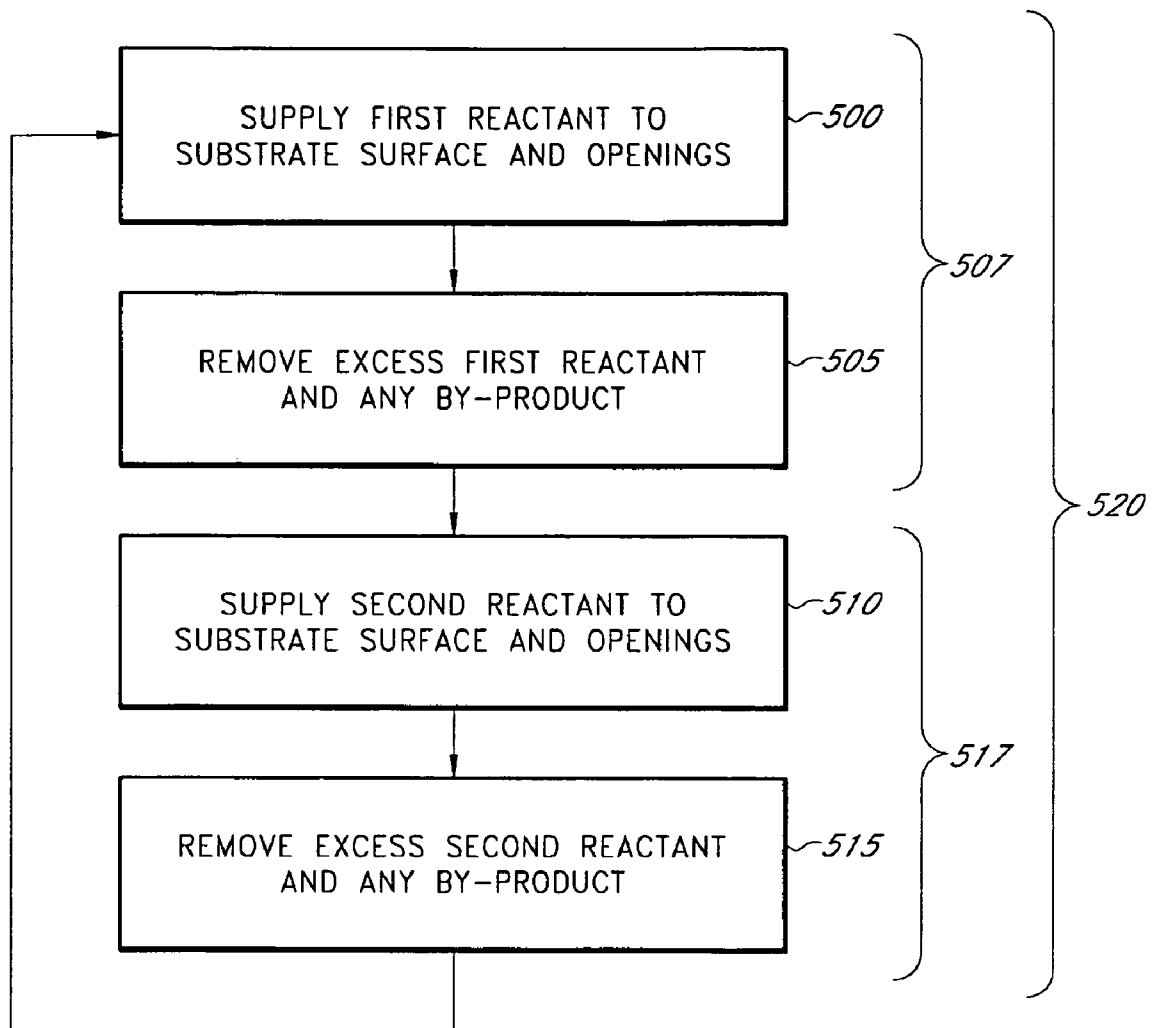 SUPPLY FIRST REACTANT TO
SUBSTRATE SURFACE AND OPENINGS
500
507
REMOVE EXCESS FIRST REACTANT
AND ANY BY-PRODUCT
505
520
SUPPLY SECOND REACTANT TO
SUBSTRATE SURFACE AND OPENINGS
510
517
REMOVE EXCESS SECOND REACTANT
AND ANY BY-PRODUCT
515